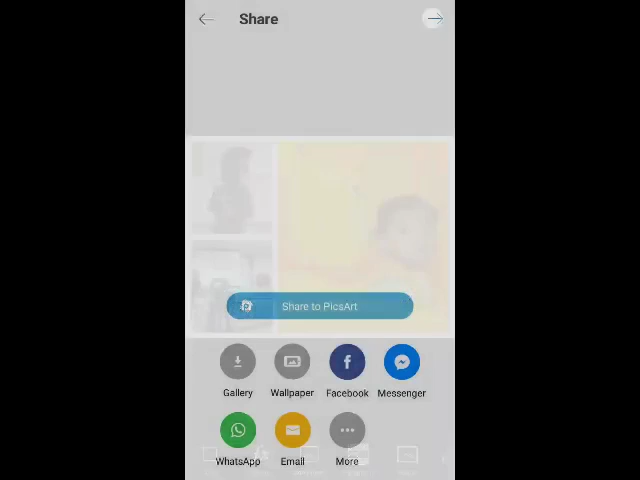 Share
Share to PicsArt
Gallery Wallpaper Facebook Messenger
WhatsApp Email More